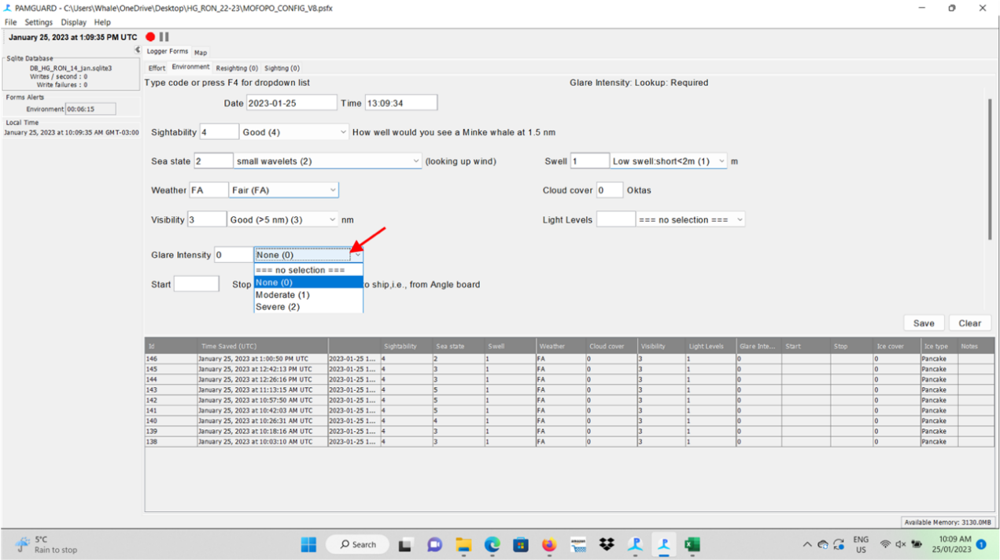 PAMGUARD - C:\Users\Whale\OneDrive\Desktop\HG_RON_22-23\MOFOPO_CONFIG_V8.psfx
File Settings Display Help
January 25, 2023 at 1:09:35 PM UTC
Logger Forms Map
Sqlite Database
DB_HG_RON_14_jan.sqlite3
Writes / second : 0
Write failures : 0
Forms Alerts
Environment 00:06:15
Local Time
January 25, 2023 at 10:09:35 AM GMT-03:00
Effort Environment Resighting (0) Sighting (0)
Type code or press F4 for dropdown list Glare Intensity: Lookup: Required
Date 2023-01-25 Time 13:09:34
Sightability 4 Good (4) How well would you see a Minke whale at 1.5 nm
Sea state 2 small wavelets (2) (looking up wind) Swell 1 Low swell:short<2m (1) m
Weather FA Fair (FA) Cloud cover 0 Oktas
Visibility 3 Good (>5 nm) (3) nm Light Levels === no selection ===
Glare Intensity 0 None (0)
=== no selection ===
None (0)
Moderate (1)
Severe (2)
Start Stop o ship,i.e., from Angle board
Save Clear
Id Time Saved (UTC) Sightability Sea state Swell Weather Cloud cover Visibility Light Levels Glare Inte... Start Stop Ice cover Ice type Notes
146 January 25, 2023 at 1:00:50 PM UTC 2023-01-25 1... 4 2 1 FA 0 3 1 0 0 Pancake
145 January 25, 2023 at 12:42:13 PM UTC 2023-01-25 1... 4 3 1 FA 0 3 1 0 0 Pancake
144 January 25, 2023 at 12:26:16 PM UTC 2023-01-25 1... 4 3 1 FA 0 3 1 0 0 Pancake
143 January 25, 2023 at 11:13:15 AM UTC 2023-01-25 1... 4 5 1 FA 0 3 1 0 0 Pancake
142 January 25, 2023 at 10:57:50 AM UTC 2023-01-25 1... 4 5 1 FA 0 3 1 0 0 Pancake
141 January 25, 2023 at 10:42:03 AM UTC 2023-01-25 1... 4 5 1 FA 0 3 1 0 0 Pancake
140 January 25, 2023 at 10:26:31 AM UTC 2023-01-25 1... 4 4 1 FA 0 3 1 0 0 Pancake
139 January 25, 2023 at 10:18:16 AM UTC 2023-01-25 1... 4 3 1 FA 0 3 1 0 0 Pancake
138 January 25, 2023 at 10:03:10 AM UTC 2023-01-25 1... 4 3 1 FA 0 3 1 0 0 Pancake
Available Memory: 3130.0MB
5°C
Rain to stop
Search
ENG
US
10:09 AM
25/01/2023
1